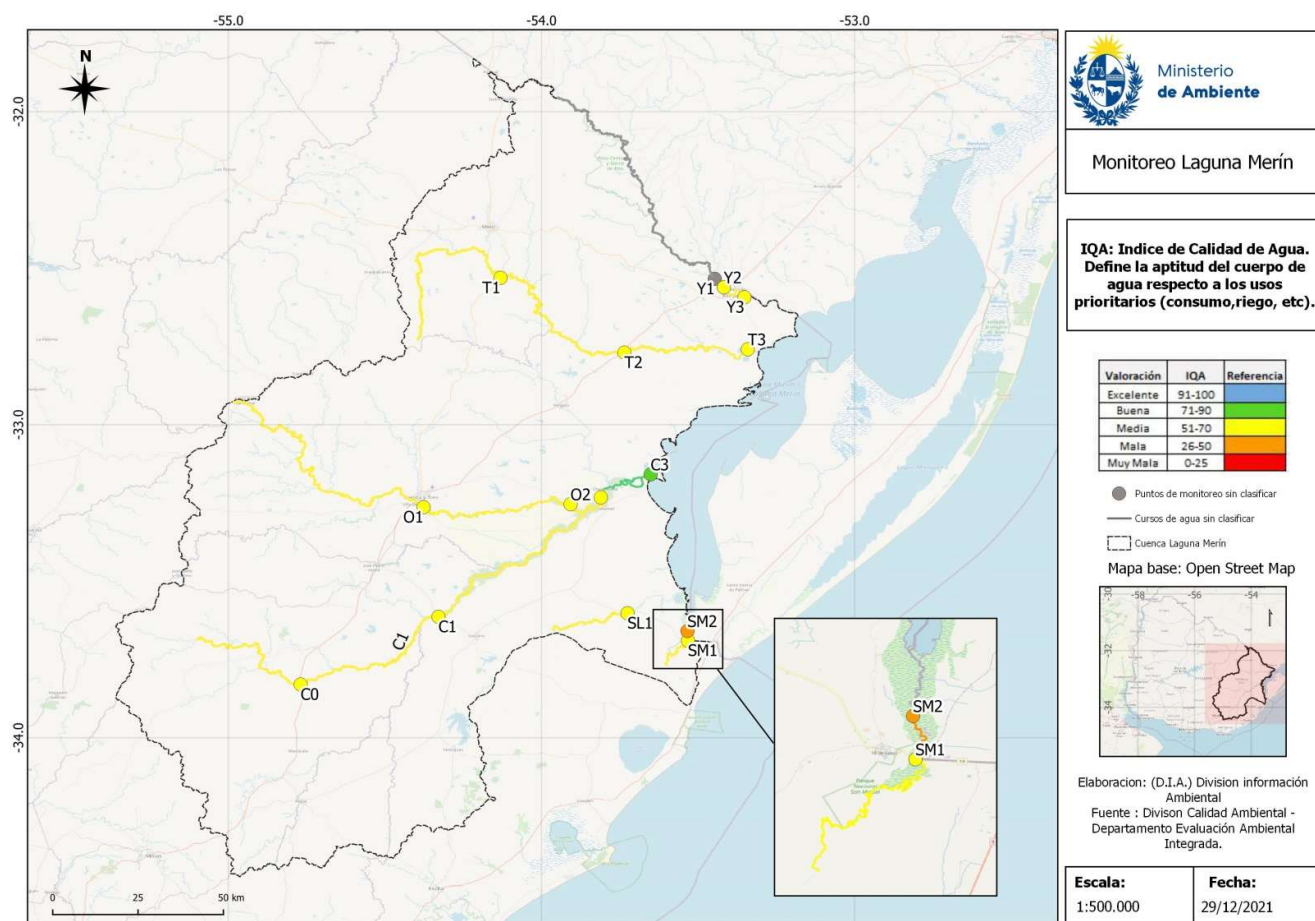 -55.0
-54.0
-53.0
-32.0
-33.0
-34.0
N
T1
T2
T3
Y1
Y2
Y3
C3
O2
O1
C1
C1
C0
SL1
SM2
SM1
SM2
SM1
0
25
50 km
Ministerio
de Ambiente
Monitoreo Laguna Merín
IQA: Indice de Calidad de Agua.
Define la aptitud del cuerpo de
agua respecto a los usos
prioritarios (consumo,riego, etc).
Valoración IQA Referencia
Excelente 91-100
Buena 71-90
Media 51-70
Mala 26-50
Muy Mala 0-25
Puntos de monitoreo sin clasificar
Cursos de agua sin clasificar
Cuenca Laguna Merín
Mapa base: Open Street Map
-58
-56
-54
-30
-32
-34
Elaboracion: (D.I.A.) Division información
Ambiental
Fuente : Divison Calidad Ambiental -
Departamento Evaluación Ambiental
Integrada.
Escala:
1:500.000
Fecha:
29/12/2021